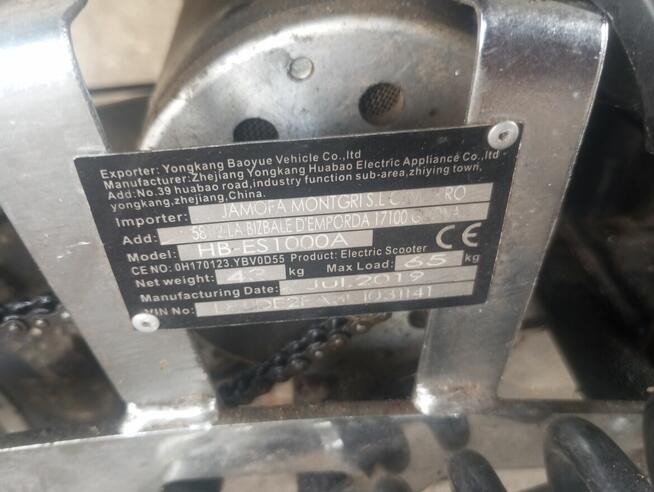 Exporter: Yongkang Baoyue Vehicle Co.,ltd
Manufacturer:Zhejiang Yongkang Huabao Electric Appliance Co.,ltd
Add:No.39 huabao road,industry function sub-area,zhiying town,
yongkang,zhejiang,China.
Importer: JAMOFA MONTGRI S.L
Add: LA BIZBALE D'EMPORDA 17100
Model: HB-ES1000A CE
CE NO: 0H170123.YBV0D55 Product: Electric Scooter
Net weight: 43 kg Max Load: 65 kg
Manufacturing Date: JUL.2019
VIN No: